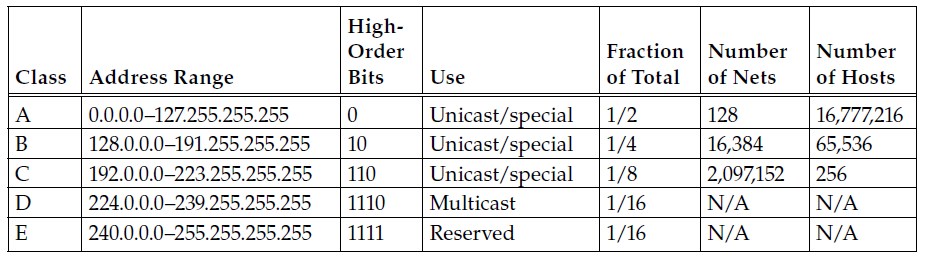 Class Address Range High-Order Bits Use Fraction of Total Number of Nets Number of Hosts
A 0.0.0.0–127.255.255.255 0 Unicast/special 1/2 128 16,777,216
B 128.0.0.0–191.255.255.255 10 Unicast/special 1/4 16,384 65,536
C 192.0.0.0–223.255.255.255 110 Unicast/special 1/8 2,097,152 256
D 224.0.0.0–239.255.255.255 1110 Multicast 1/16 N/A N/A
E 240.0.0.0–255.255.255.255 1111 Reserved 1/16 N/A N/A